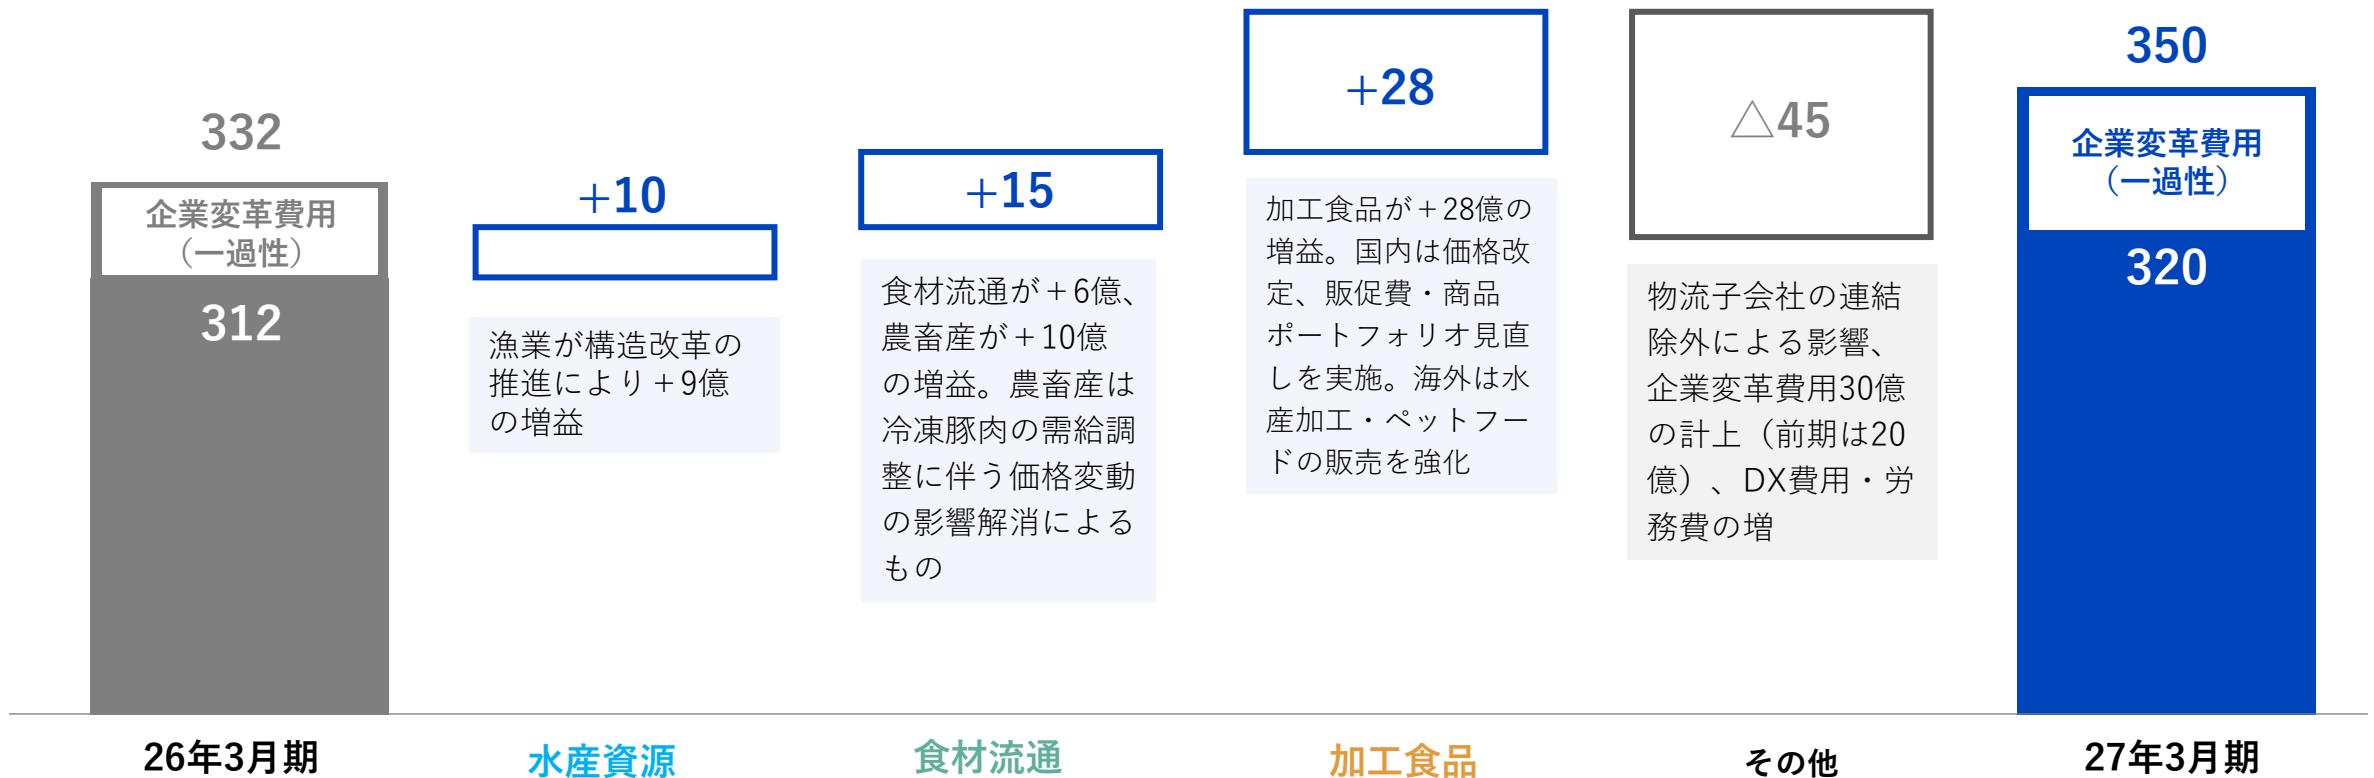 332
企業変革費用
（一過性）
312
26年3月期
+10
漁業が構造改革の
推進により＋9億
の増益
水産資源
+15
食材流通が＋6億、
農畜産が＋10億
の増益。農畜産は
冷凍豚肉の需給調
整に伴う価格変動
の影響解消による
もの
食材流通
+28
加工食品が＋28億の
増益。国内は価格改
定、販促費・商品
ポートフォリオ見直
しを実施。海外は水
産加工・ペットフー
ドの販売を強化
加工食品
△45
物流子会社の連結
除外による影響、
企業変革費用30億
の計上（前期は20
億）、DX費用・労
務費の増
その他
350
企業変革費用
（一過性）
320
27年3月期